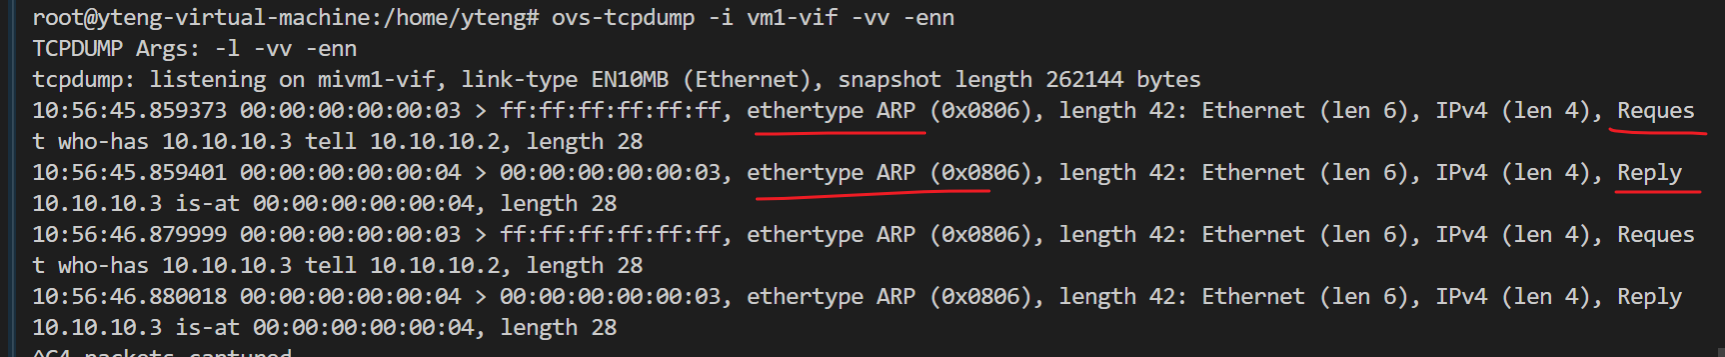 root@yteng-virtual-machine:/home/yteng# ovs-tcpdump -i vm1-vif -vv -enn
TCPDUMP Args: -l -vv -enn
tcpdump: listening on mivm1-vif, link-type EN10MB (Ethernet), snapshot length 262144 bytes
10:56:45.859373 00:00:00:00:00:03 > ff:ff:ff:ff:ff:ff, ethertype ARP (0x0806), length 42: Ethernet (len 6), IPv4 (len 4), Reques
t who-has 10.10.10.3 tell 10.10.10.2, length 28
10:56:45.859401 00:00:00:00:00:04 > 00:00:00:00:00:03, ethertype ARP (0x0806), length 42: Ethernet (len 6), IPv4 (len 4), Reply
10.10.10.3 is-at 00:00:00:00:00:04, length 28
10:56:46.879999 00:00:00:00:00:03 > ff:ff:ff:ff:ff:ff, ethertype ARP (0x0806), length 42: Ethernet (len 6), IPv4 (len 4), Reques
t who-has 10.10.10.3 tell 10.10.10.2, length 28
10:56:46.880018 00:00:00:00:00:04 > 00:00:00:00:00:03, ethertype ARP (0x0806), length 42: Ethernet (len 6), IPv4 (len 4), Reply
10.10.10.3 is-at 00:00:00:00:00:04, length 28
^C4 packets captured